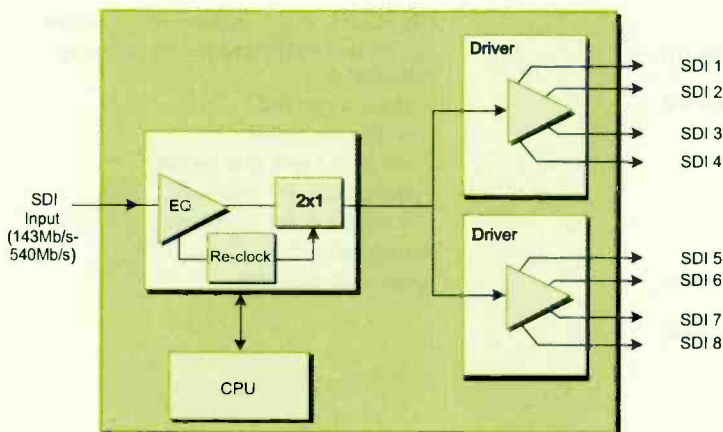 Driver
SDI 1
SDI 2
SDI 3
SDI 4
SDI
Input
(143Mb/s-
540Mb/s)
EQ
2x1
Re-clock
Driver
SDI 5
SDI 6
SDI 7
SDI 8
CPU